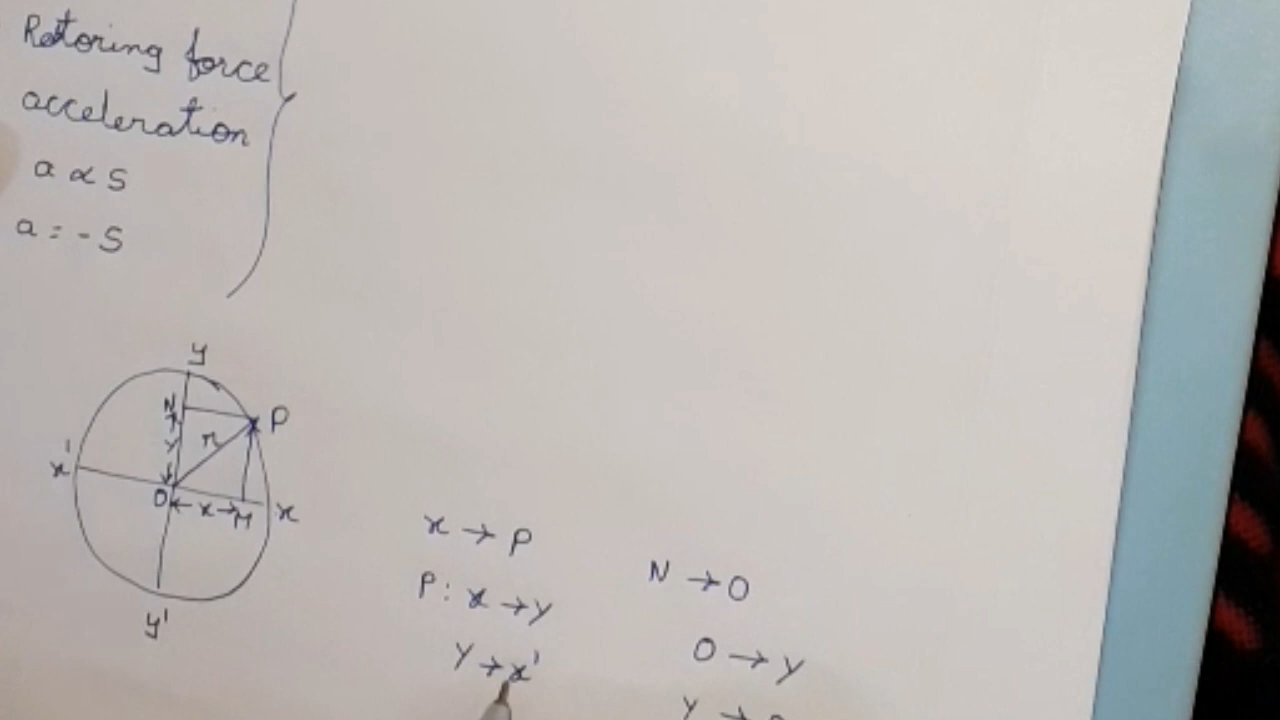 Restoring force
acceleration
a ∝ S
a = - S
y
N
P
y
r
x'
O
x
M
x
y'
x → P
P: x → y
y → x'
N → O
O → y
y →